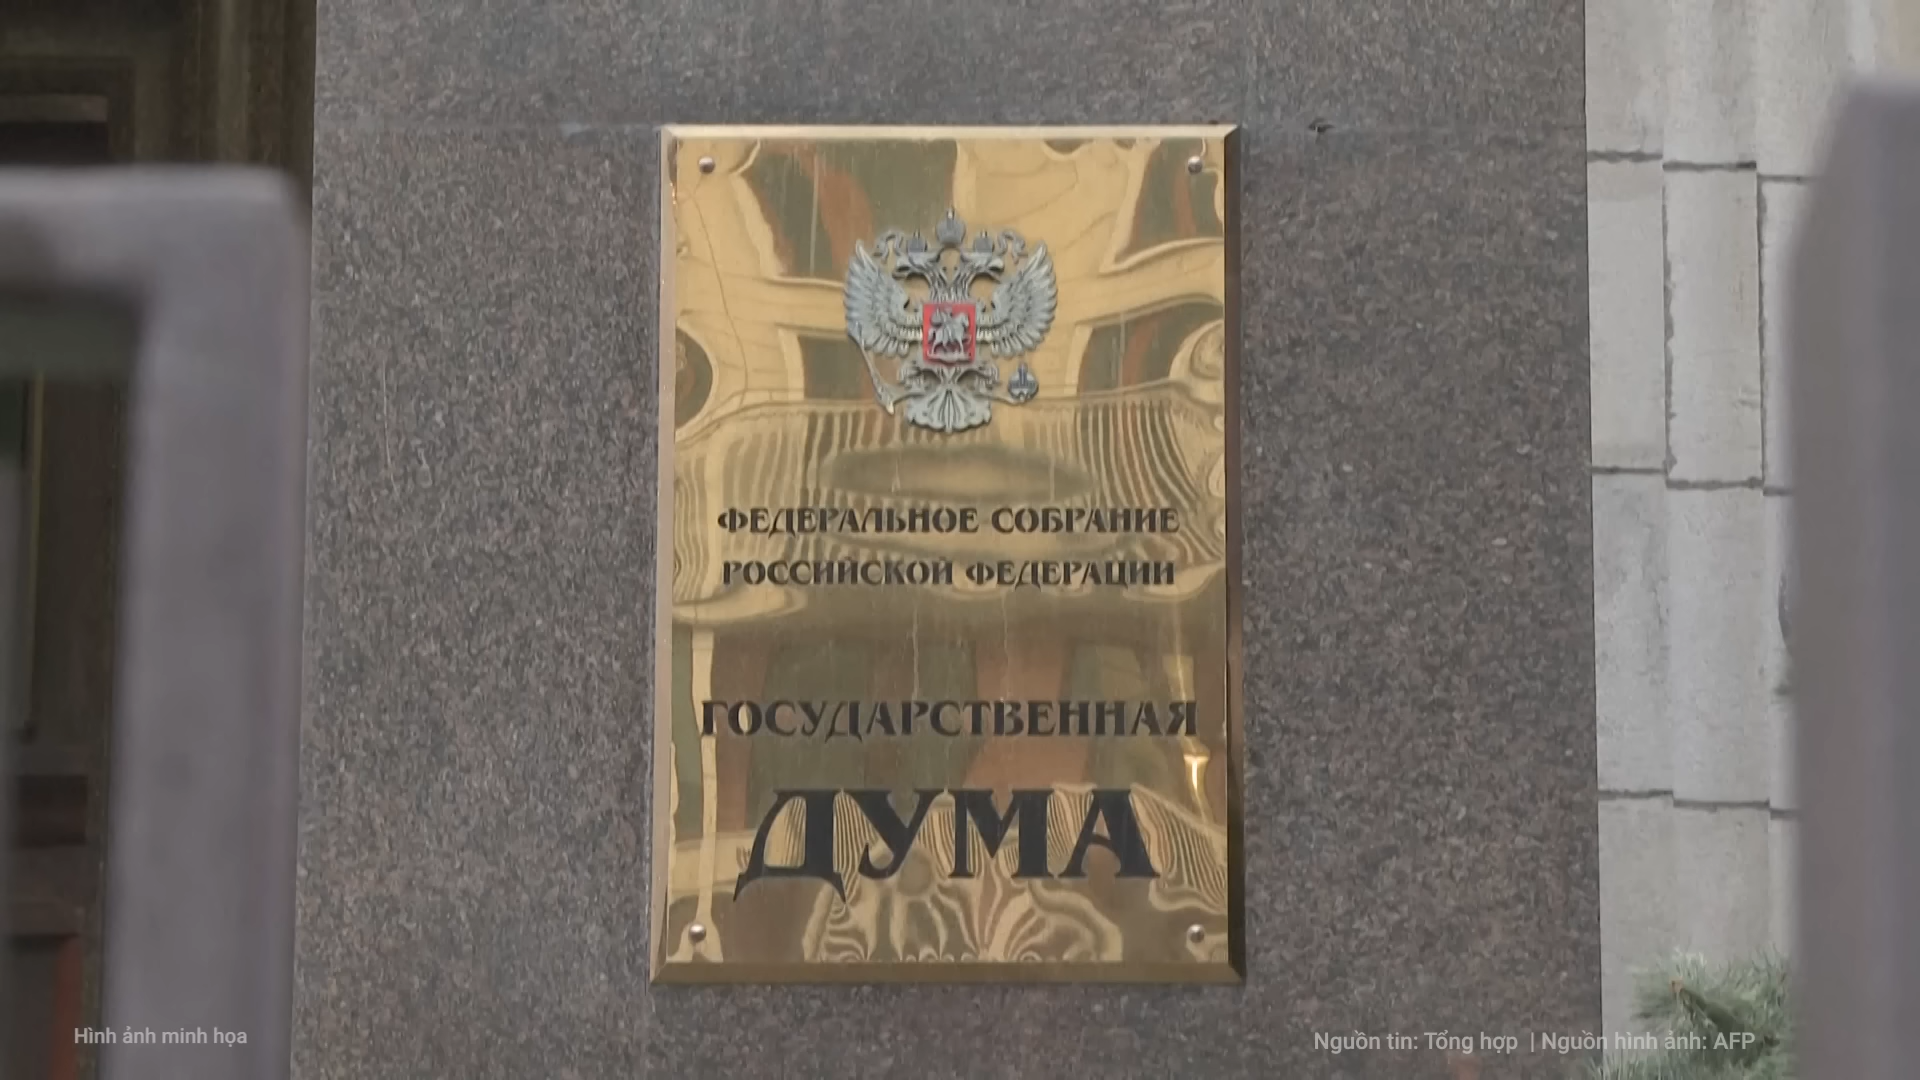 ФЕДЕРАЛЬНОЕ СОБРАНИЕ
РОССИЙСКОЙ ФЕДЕРАЦИИ
ГОСУДАРСТВЕННАЯ
ДУМА
Hình ảnh minh họa
Nguồn tin: Tổng hợp | Nguồn hình ảnh: AFP